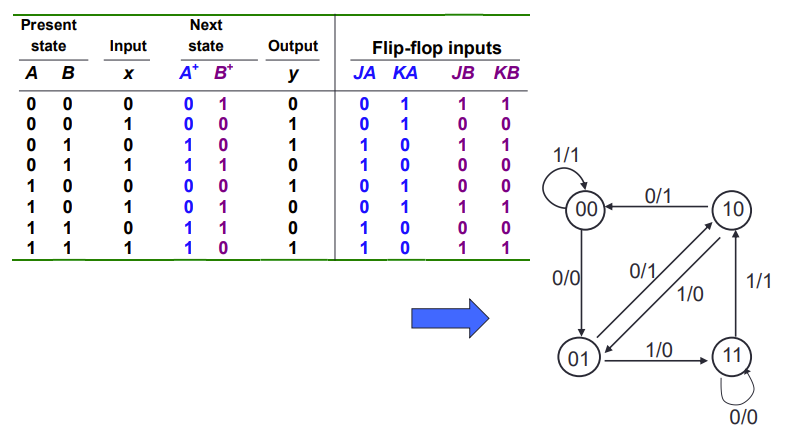 Present Next
state Input state Output Flip-flop inputs
A B x A+ B+ y JA KA JB KB
0 0 0 0 1 0 0 1 1 1
0 0 1 0 0 1 0 1 0 0
0 1 0 1 0 1 1 0 1 1
0 1 1 1 1 0 1 0 0 0
1 0 0 0 0 1 0 1 0 0
1 0 1 0 1 0 0 1 1 1
1 1 0 1 1 0 1 0 0 0
1 1 1 1 0 1 1 0 1 1
1/1
0/1
00 10
0/0 0/1 1/0 1/1
1/0
01 11
0/0